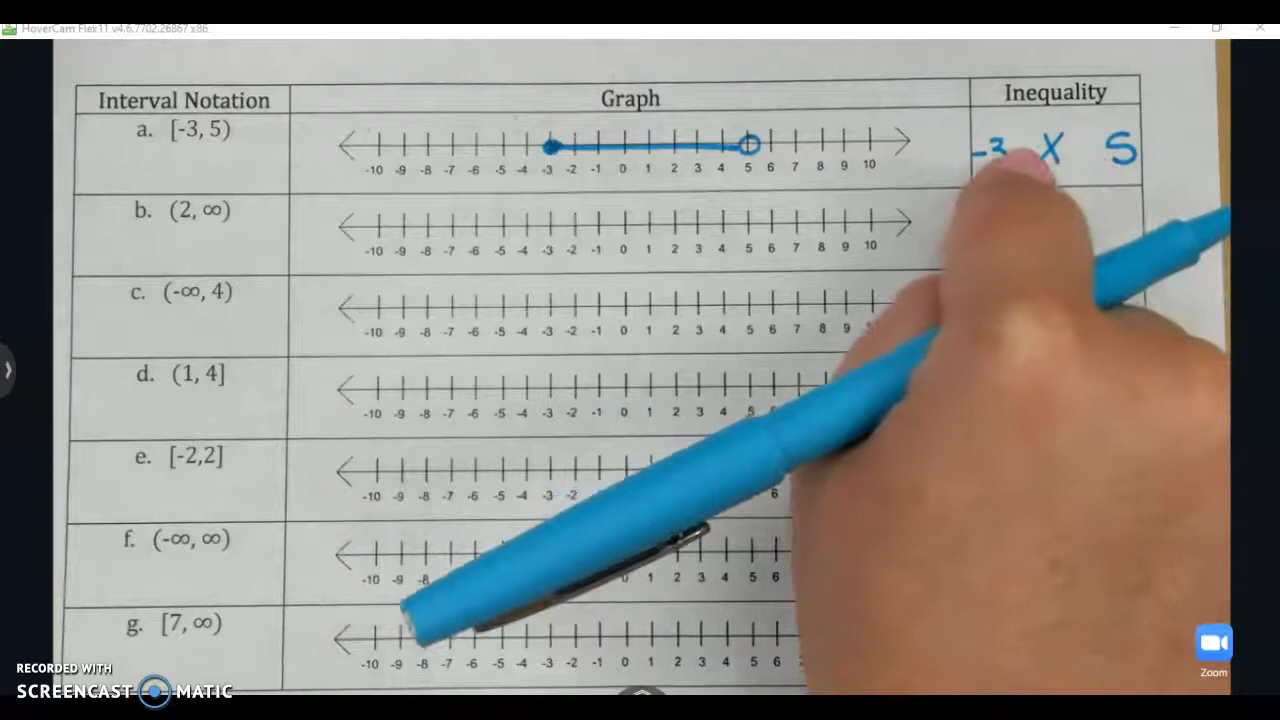 HoverCam Flex11 v4.6.7702.26867 x86
Interval Notation Graph Inequality
a. [-3, 5)
-10 -9 -8 -7 -6 -5 -4 -3 -2 -1 0 1 2 3 4 5 6 7 8 9 10
-3 X 5
b. (2, ∞)
-10 -9 -8 -7 -6 -5 -4 -3 -2 -1 0 1 2 3 4 5 6 7 8 9 10
c. (-∞, 4)
-10 -9 -8 -7 -6 -5 -4 -3 -2 -1 0 1 2 3 4 5 6 7 8 9
d. (1, 4]
-10 -9 -8 -7 -6 -5 -4 -3 -2 -1 0 1 2 3 4 5
e. [-2,2]
-10 -9 -8 -7 -6 -5 -4 -3 -2 6
f. (-∞, ∞)
-10 -9 -8 0 1 2 3 4 5 6
g. [7, ∞)
-10 -9 -8 -7 -6 -5 -4 -3 -2 -1 0 1 2 3 4 5 6
RECORDED WITH
SCREENCAST MATIC
Zoom